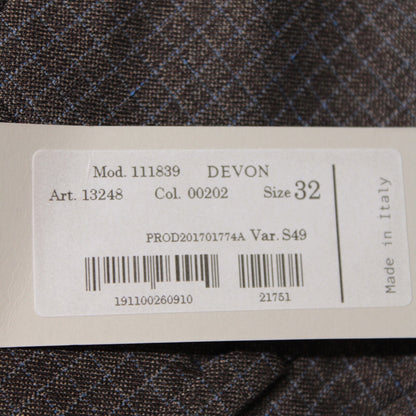 Mod. 111839 DEVON
Art. 13248 Col. 00202 Size 32
PROD201701774A Var. S49
191100260910 21751
Made in Italy